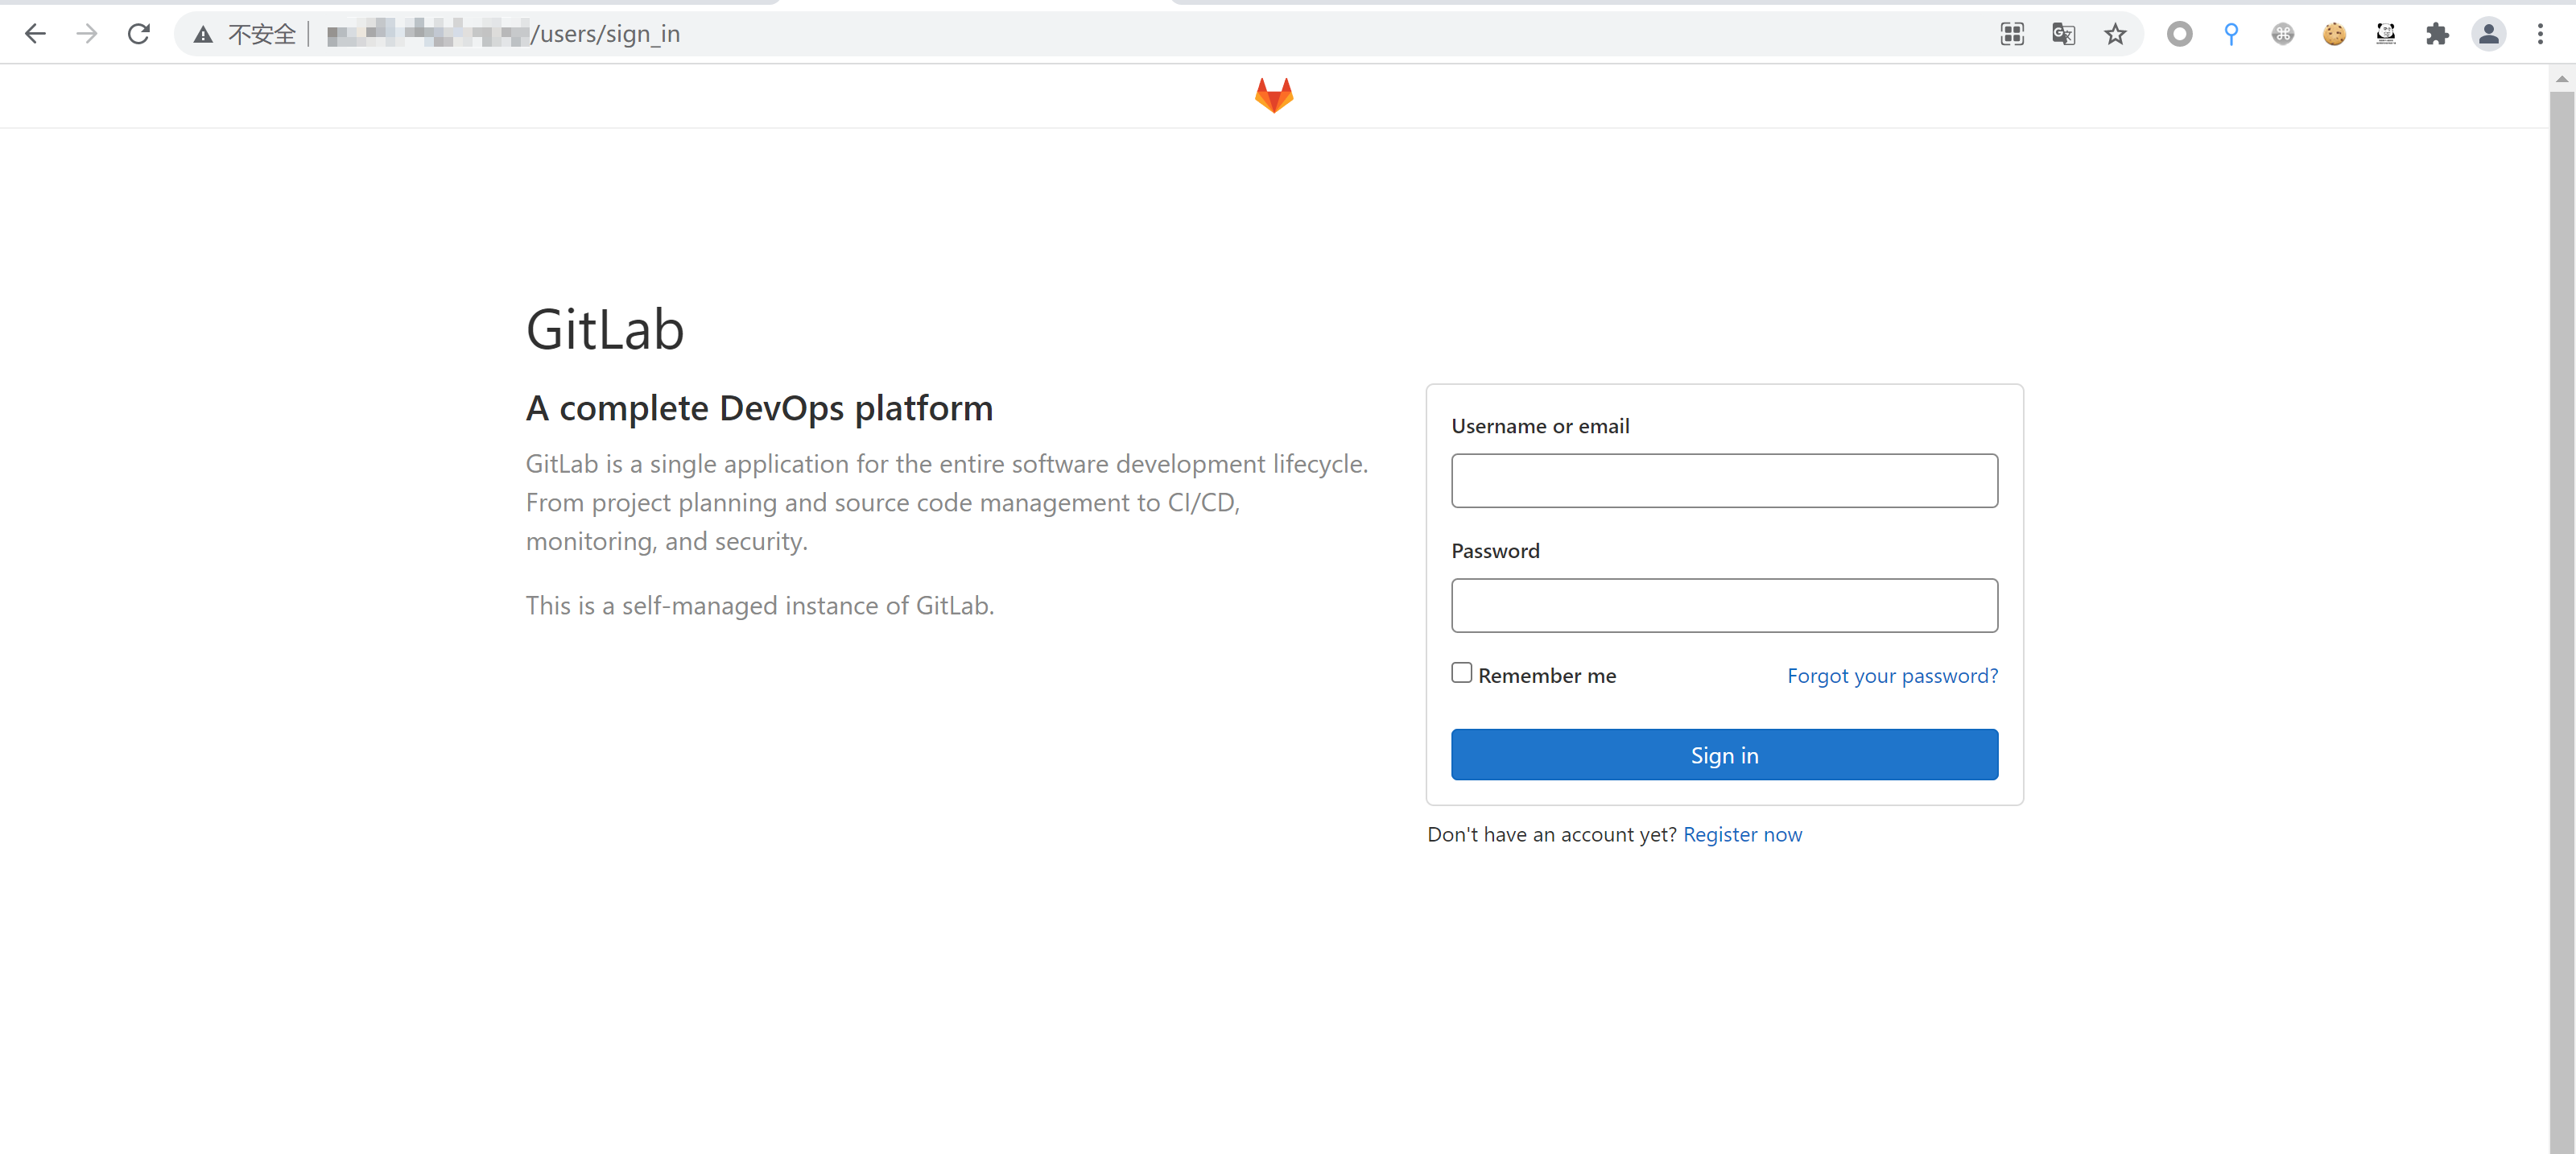 不安全 /users/sign_in
GitLab
A complete DevOps platform
GitLab is a single application for the entire software development lifecycle.
From project planning and source code management to CI/CD,
monitoring, and security.
This is a self-managed instance of GitLab.
Username or email
Password
Remember me Forgot your password?
Sign in
Don't have an account yet? Register now